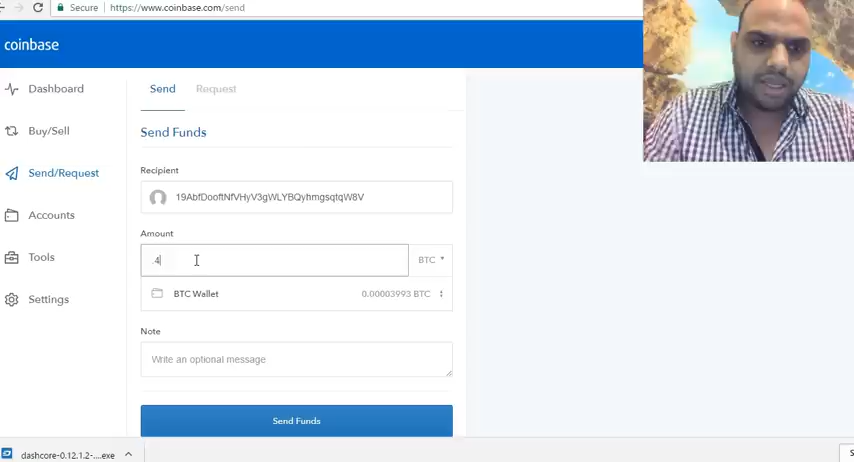 Secure https://www.coinbase.com/send
coinbase
Dashboard
Buy/Sell
Send/Request
Accounts
Tools
Settings
Send Request
Send Funds
Recipient
19AbfDooftNfVHyV3gWLYBQyhmgsqtqW8V
Amount
.4 BTC
BTC Wallet 0.00003993 BTC
Note
Write an optional message
Send Funds
dashcore-0.12.1.2-....exe
S